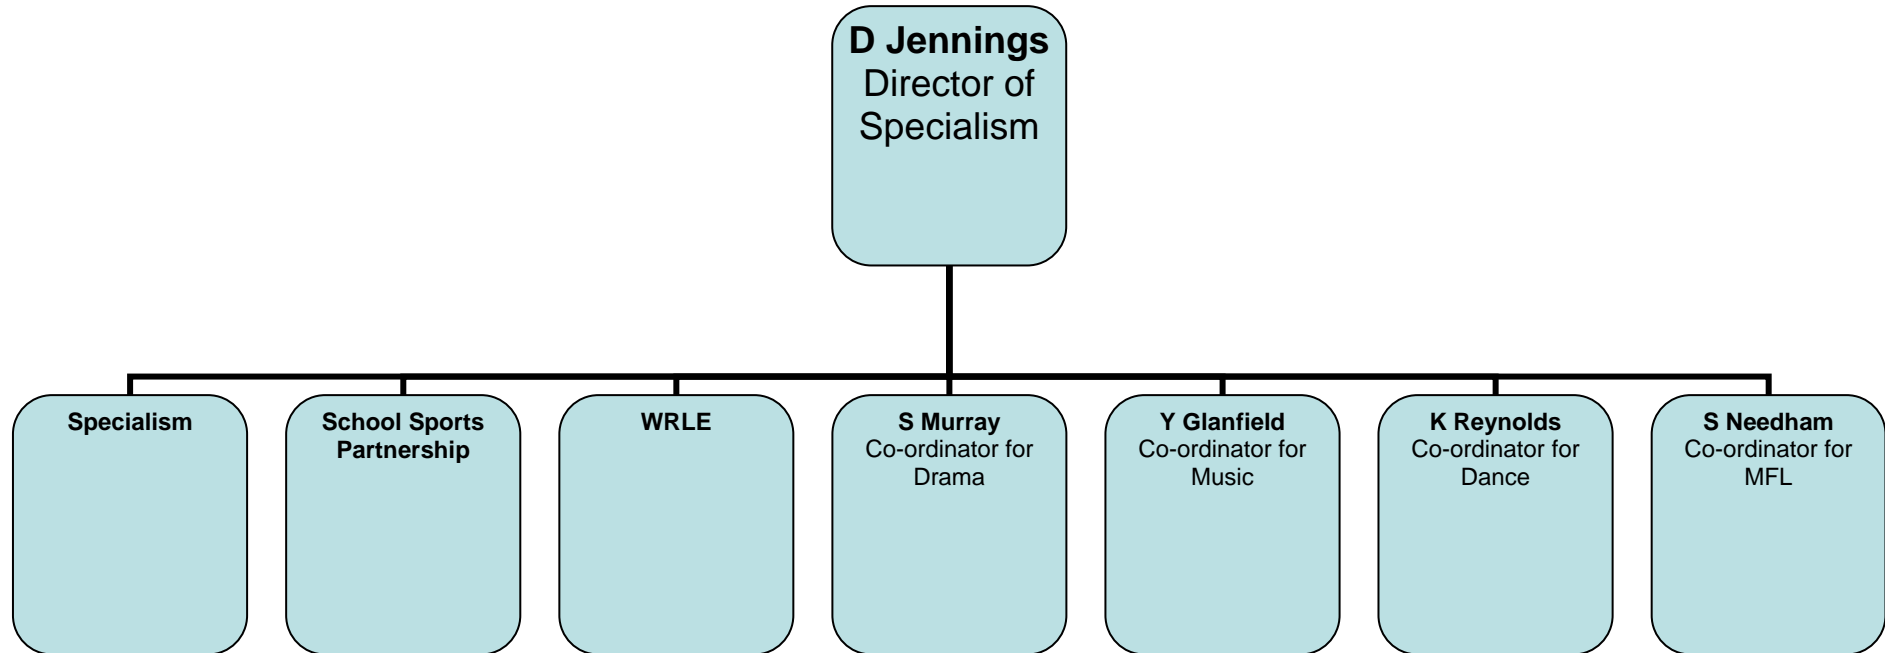 D Jennings
Director of
Specialism
Specialism
School Sports
Partnership
WRLE
S Murray
Co-ordinator for
Drama
Y Glanfield
Co-ordinator for
Music
K Reynolds
Co-ordinator for
Dance
S Needham
Co-ordinator for
MFL